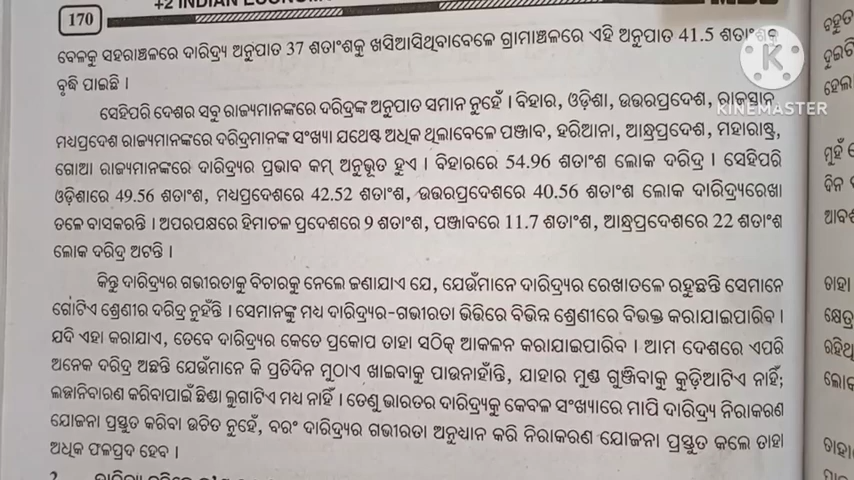 170
+2 INDIAN
KINEMASTER
ବେଳକୁ ସହରାଞ୍ଚଳରେ ଦାରିଦ୍ର୍ୟ ଅନୁପାତ 37 ଶତାଂଶକୁ ଖସିଆସିଥିବାବେଳେ ଗ୍ରାମାଞ୍ଚଳରେ ଏହି ଅନୁପାତ 41.5 ଶତାଂଶକୁ
ବୃଦ୍ଧି ପାଇଛି ।
ସେହିପରି ଦେଶର ସବୁ ରାଜ୍ୟମାନଙ୍କରେ ଦରିଦ୍ରଙ୍କ ଅନୁପାତ ସମାନ ନୁହେଁ । ବିହାର, ଓଡ଼ିଶା, ଉତ୍ତରପ୍ରଦେଶ, ରାଜସ୍ଥାନ,
ମଧ୍ୟପ୍ରଦେଶ ରାଜ୍ୟମାନଙ୍କରେ ଦରିଦ୍ରମାନଙ୍କ ସଂଖ୍ୟା ଯଥେଷ୍ଟ ଅଧିକ ଥିଲାବେଳେ ପଞ୍ଜାବ, ହରିଆନା, ଆନ୍ଧ୍ରପ୍ରଦେଶ, ମହାରାଷ୍ଟ୍ର,
ଗୋଆ ରାଜ୍ୟମାନଙ୍କରେ ଦାରିଦ୍ର୍ୟର ପ୍ରଭାବ କମ୍ ଅନୁଭୂତ ହୁଏ । ବିହାରରେ 54.96 ଶତାଂଶ ଲୋକ ଦରିଦ୍ର । ସେହିପରି
ଓଡ଼ିଶାରେ 49.56 ଶତାଂଶ, ମଧ୍ୟପ୍ରଦେଶରେ 42.52 ଶତାଂଶ, ଉତ୍ତରପ୍ରଦେଶରେ 40.56 ଶତାଂଶ ଲୋକ ଦାରିଦ୍ର୍ୟରେଖା
ତଳେ ବାସକରନ୍ତି । ଅପରପକ୍ଷରେ ହିମାଚଳ ପ୍ରଦେଶରେ 9 ଶତାଂଶ, ପଞ୍ଜାବରେ 11.7 ଶତାଂଶ, ଆନ୍ଧ୍ରପ୍ରଦେଶରେ 22 ଶତାଂଶ
ଲୋକ ଦରିଦ୍ର ଅଟନ୍ତି ।
କିନ୍ତୁ ଦାରିଦ୍ର୍ୟର ଗଭୀରତାକୁ ବିଚାରକୁ ନେଲେ ଜଣାଯାଏ ଯେ, ଯେଉଁମାନେ ଦାରିଦ୍ର୍ୟର ରେଖାତଳେ ରହୁଛନ୍ତି ସେମାନେ
ଗୋଟିଏ ଶ୍ରେଣୀର ଦରିଦ୍ର ନୁହଁନ୍ତି । ସେମାନଙ୍କୁ ମଧ୍ୟ ଦାରିଦ୍ର୍ୟର-ଗଭୀରତା ଭିତ୍ତିରେ ବିଭିନ୍ନ ଶ୍ରେଣୀରେ ବିଭକ୍ତ କରାଯାଇପାରିବ ।
ଯଦି ଏହା କରାଯାଏ, ତେବେ ଦାରିଦ୍ର୍ୟର କେତେ ପ୍ରକୋପ ତାହା ସଠିକ୍ ଆକଳନ କରାଯାଇପାରିବ । ଆମ ଦେଶରେ ଏପରି
ଅନେକ ଦରିଦ୍ର ଅଛନ୍ତି ଯେଉଁମାନେ କି ପ୍ରତିଦିନ ମୁଠାଏ ଖାଇବାକୁ ପାଉନାହାଁନ୍ତି, ଯାହାର ମୁଣ୍ଡ ଗୁଞ୍ଜିବାକୁ କୁଡ଼ିଆଟିଏ ନାହିଁ;
ଲଜ୍ଜାନିବାରଣ କରିବାପାଇଁ ଛିଣ୍ଡା ଲୁଗାଟିଏ ମଧ୍ୟ ନାହିଁ । ତେଣୁ ଭାରତର ଦାରିଦ୍ର୍ୟକୁ କେବଳ ସଂଖ୍ୟାରେ ମାପି ଦାରିଦ୍ର୍ୟ ନିରାକରଣ
ଯୋଜନା ପ୍ରସ୍ତୁତ କରିବା ଉଚିତ ନୁହେଁ, ବରଂ ଦାରିଦ୍ର୍ୟର ଗଭୀରତା ଅନୁଧ୍ୟାନ କରି ନିରାକରଣ ଯୋଜନା ପ୍ରସ୍ତୁତ କଲେ ତାହା
ଅଧିକ ଫଳପ୍ରଦ ହେବ ।